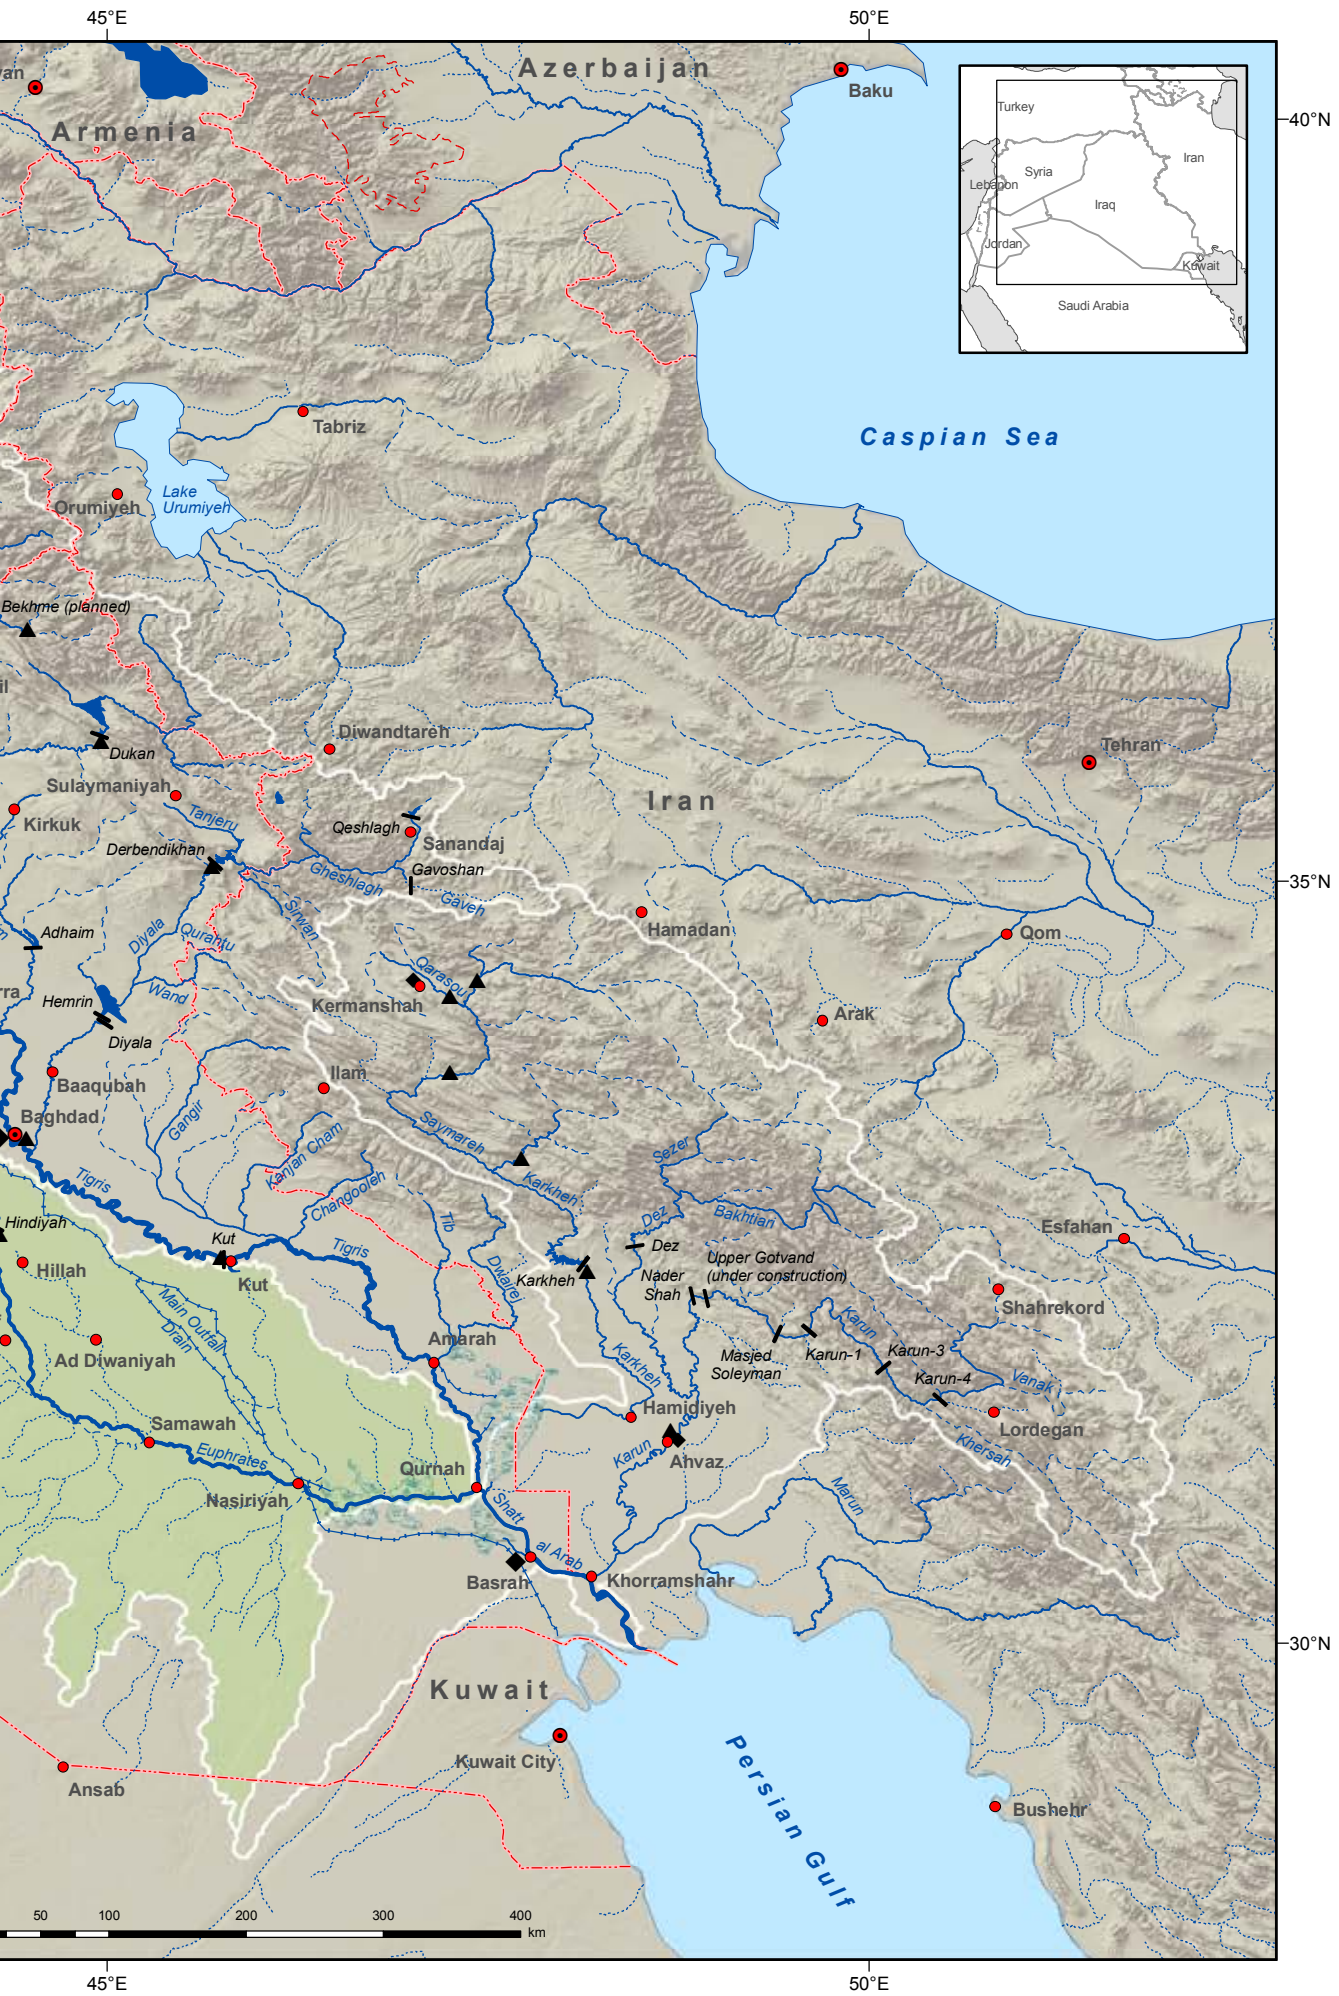 45°E
50°E
Azerbaijan
Baku
Armenia
40°N
Turkey
Syria
Lebanon
Iran
Iraq
Jordan
Kuwait
Saudi Arabia
Tabriz
Caspian Sea
Lake
Urumiyeh
Orumiyeh
Bekhme (planned)
Diwandtareh
Dukan
Tehran
Sulaymaniyah
Iran
Kirkuk
Tanjeru
Qeshlagh
Sanandaj
Derbendikhan
Gheshlagh
Gavoshan
35°N
Gaveh
Sirwan
Hamadan
Adhaim
Diyala
Qurantu
Qom
Qarasou
Wand
Hemrin
Kermanshah
Arak
Diyala
Ilam
Baaqubah
Baghdad
Gangir
Saymareh
Kanjan Cham
Sezer
Tigris
Changooleh
Karkheh
Hindiyah
Tib
Dez
Bakhtiari
Esfahan
Kut
Dez
Tigris
Upper Gotvand
(under construction)
Hillah
Kut
Dwairej
Karkheh
Nader
Shah
Main Outfall
Drain
Shahrekord
Karun
Amarah
Karkheh
Masjed
Soleyman
Karun-1
Karun-3
Ad Diwaniyah
Karun-4
Vanak
Hamidiyeh
Samawah
Lordegan
Euphrates
Karun
Ahvaz
Khersan
Qurnah
Nasiriyah
Shatt
al Arab
Marun
Basrah
Khorramshahr
30°N
Kuwait
Kuwait City
Persian Gulf
Ansab
Bushehr
50
100
200
300
400
km
45°E
50°E